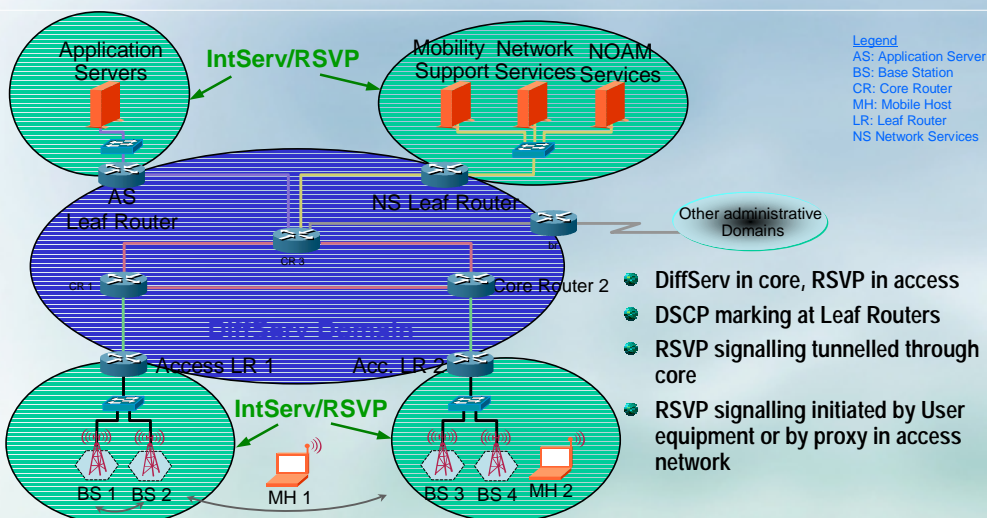 Application
Servers
IntServ/RSVP
Mobility Network NOAM
Support Services Services
Legend
AS: Application Server
BS: Base Station
CR: Core Router
MH: Mobile Host
LR: Leaf Router
NS Network Services
AS
Leaf Router
NS Leaf Router
br
Other administrative
Domains
CR 3
CR 1
Core Router 2
DiffServ Domain
Access LR 1
Acc. LR 2
IntServ/RSVP
BS 1
BS 2
MH 1
BS 3
BS 4
MH 2
DiffServ in core, RSVP in access
DSCP marking at Leaf Routers
RSVP signalling tunnelled through
core
RSVP signalling initiated by User
equipment or by proxy in access
network